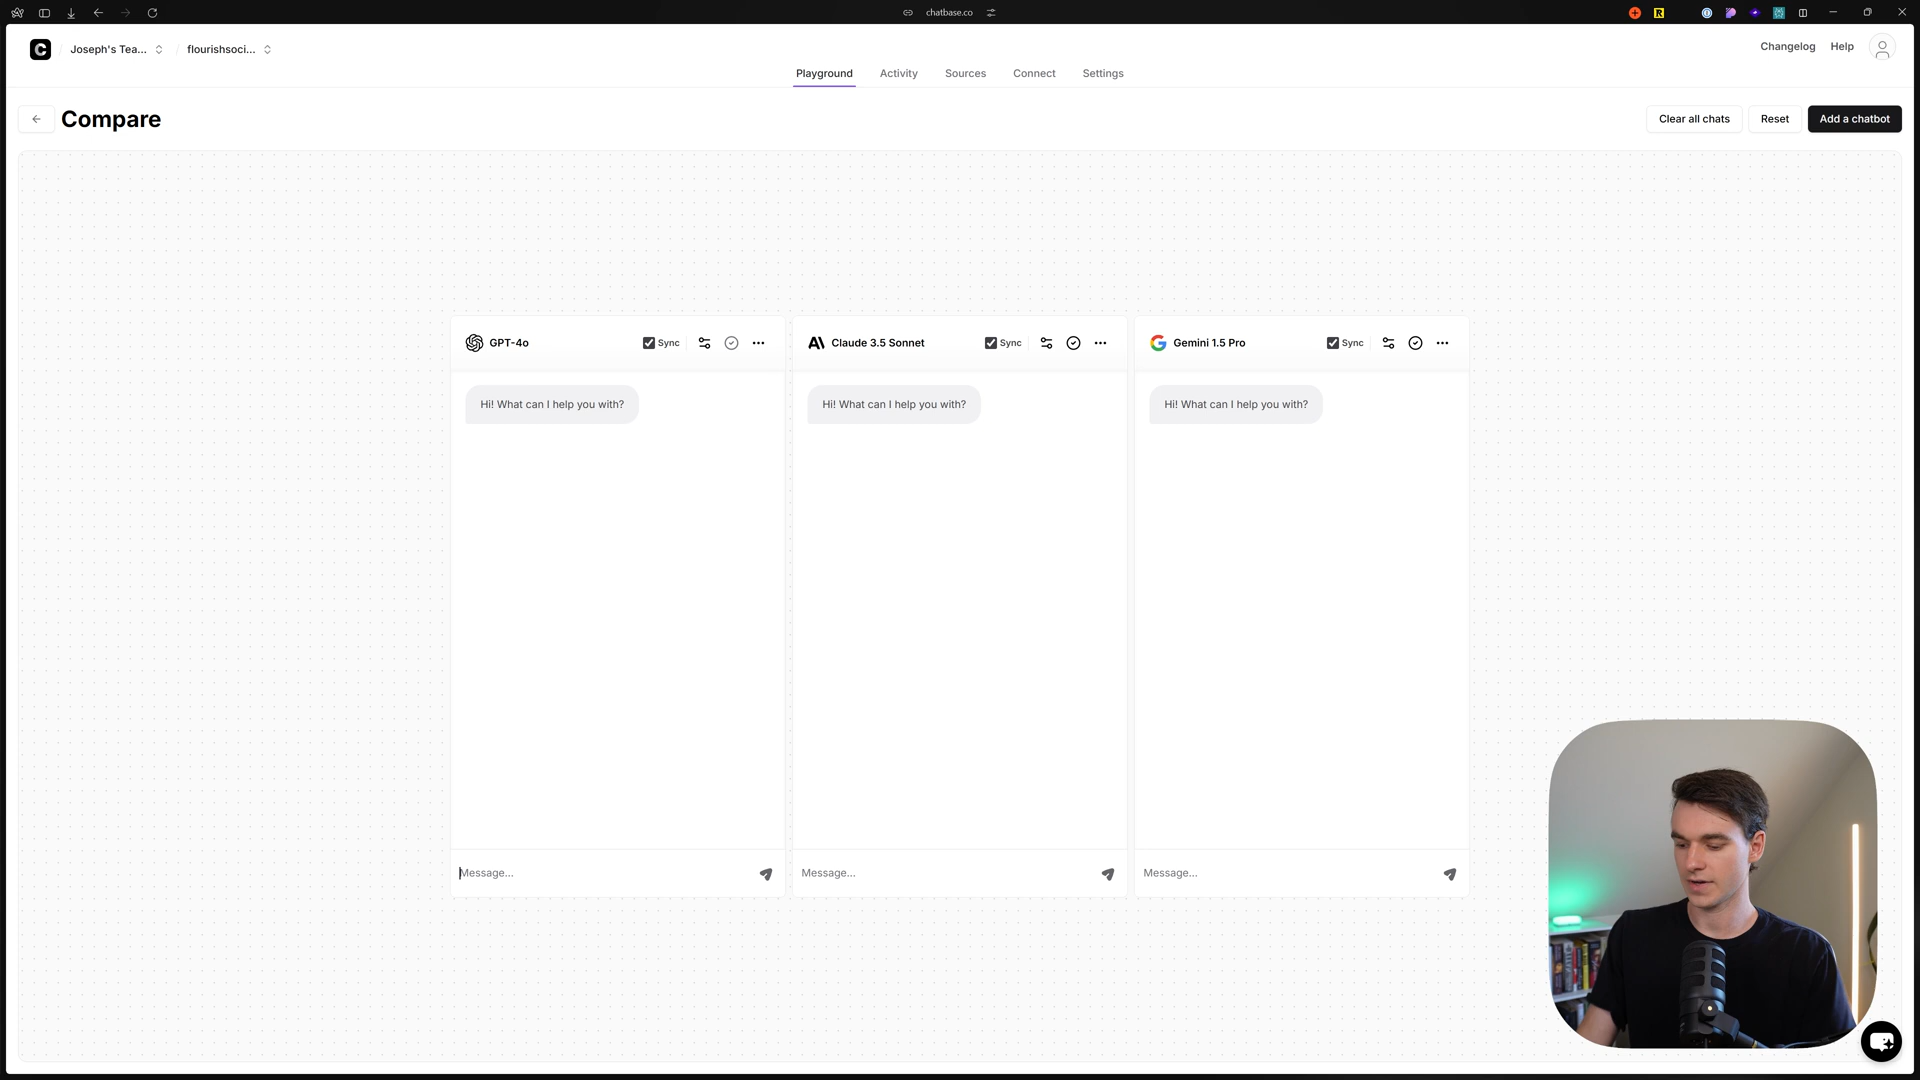 chatbase.co
Joseph's Tea...
flourishsoci...
Changelog
Help
Playground
Activity
Sources
Connect
Settings
Compare
Clear all chats
Reset
Add a chatbot
GPT-4o
Sync
Claude 3.5 Sonnet
Sync
Gemini 1.5 Pro
Sync
Hi! What can I help you with?
Hi! What can I help you with?
Hi! What can I help you with?
Message...
Message...
Message...